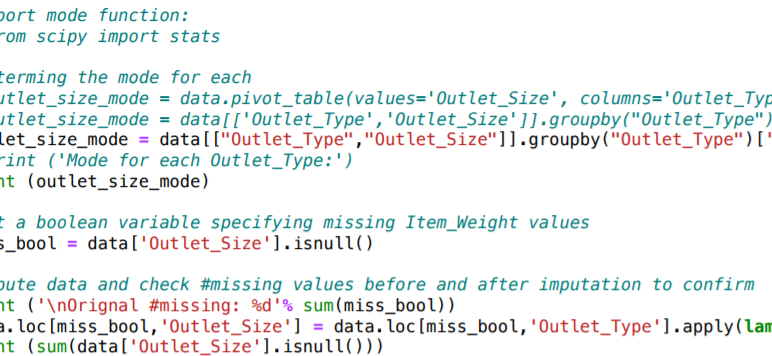 port mode function:
rom scipy import stats
terming the mode for each
utlet_size_mode = data.pivot_table(values='Outlet_Size', columns='Outlet_Typ
utlet_size_mode = data[['Outlet_Type','Outlet_Size']].groupby("Outlet_Type")
let_size_mode = data[["Outlet_Type","Outlet_Size"]].groupby("Outlet_Type")['
rint ('Mode for each Outlet_Type:')
nt (outlet_size_mode)
t a boolean variable specifying missing Item_Weight values
s_bool = data['Outlet_Size'].isnull()
pute data and check #missing values before and after imputation to confirm
nt ('\nOrignal #missing: %d'% sum(miss_bool))
a.loc[miss_bool,'Outlet_Size'] = data.loc[miss_bool,'Outlet_Type'].apply(lam
nt (sum(data['Outlet_Size'].isnull()))